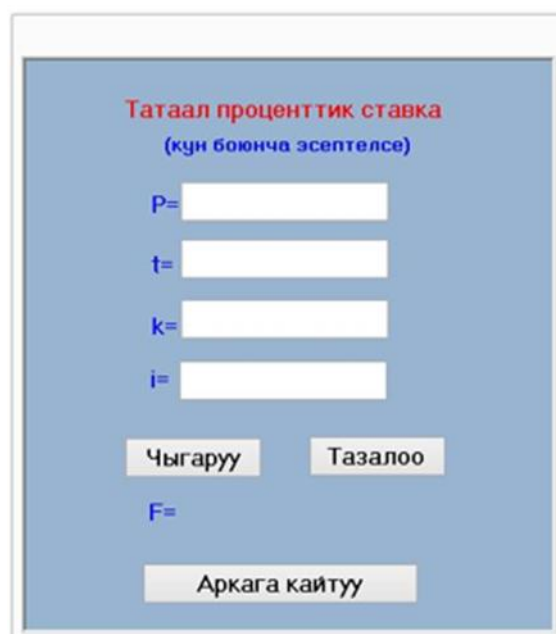 Татаал проценттик ставка
(күн боюнча эсептелсе)
P=
t=
k=
i=
Чыгаруу
Тазалоо
F=
Аркага кайтуу